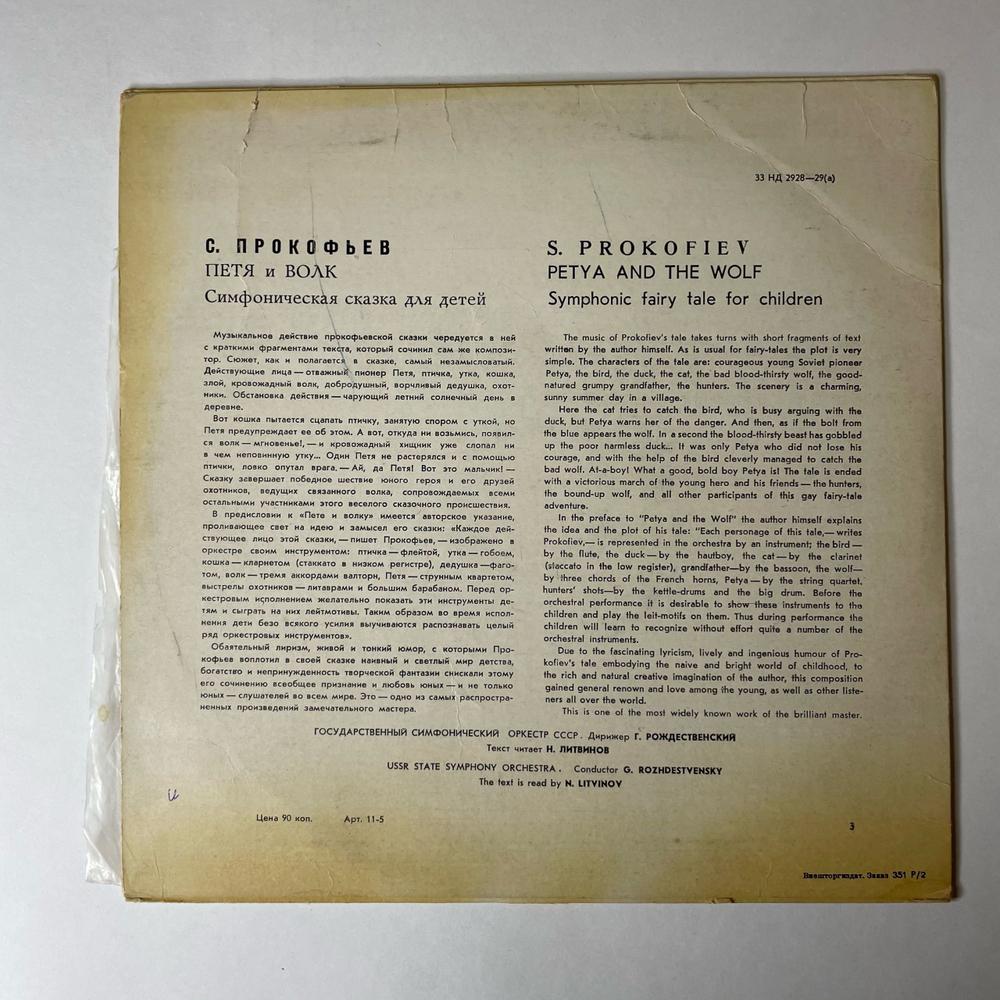 33 НД 2928—29(а)
С. ПРОКОФЬЕВ
ПЕТЯ и ВОЛК
Симфоническая сказка для детей
Музыкальное действие прокофьевской сказки чередуется в ней
с краткими фрагментами текста, который сочинил сам же компози-
тор. Сюжет, как и полагается в сказке, самый незамысловатый.
Действующие лица — отважный пионер Петя, птичка, утка, кошка,
злой, кровожадный волк, добродушный, ворчливый дедушка, охот-
ники. Обстановка действия — чарующий летний солнечный день в
деревне.
Вот кошка пытается сцапать птичку, занятую спором с уткой, но
Петя предупреждает ее об этом. А вот, откуда ни возьмись, появил-
ся волк — мгновенье!, — и кровожадный хищник уже слопал ни
в чем неповинную утку... Один Петя не растерялся и с помощью
птички, ловко опутал врага. — Ай, да Петя! Вот это мальчик! —
Сказку завершает победное шествие юного героя и его друзей
охотников, ведущих связанного волка, сопровождаемых всеми
остальными участниками этого веселого сказочного происшествия.
В предисловии к «Пете и волку» имеется авторское указание,
проливающее свет на идею и замысел его сказки: «Каждое дей-
ствующее лицо этой сказки, — пишет Прокофьев, — изображено в
оркестре своим инструментом: птичка — флейтой, утка — гобоем,
кошка — кларнетом (стаккато в низком регистре), дедушка —фаго-
том, волк — тремя аккордами валторн, Петя — струнным квартетом,
выстрелы охотников — литаврами и большим барабаном. Перед ор-
кестровым исполнением желательно показать эти инструменты де-
тям и сыграть на них лейтмотивы. Таким образом во время испол-
нения дети безо всякого усилия выучиваются распознавать целый
ряд оркестровых инструментов».
Обаятельный лиризм, живой и тонкий юмор, с которыми Про-
кофьев воплотил в своей сказке наивный и светлый мир детства,
богатство и непринужденность творческой фантазии снискали этому
его сочинению всеобщее признание и любовь юных — и не только
юных — слушателей во всем мире. Это — одно из самых распростра-
ненных произведений замечательного мастера.
S. PROKOFIEV
PETYA AND THE WOLF
Symphonic fairy tale for children
The music of Prokofiev's tale takes turns with short fragments of text
written by the author himself. As is usual for fairy-tales the plot is very
simple. The characters of the tale are: courageous young Soviet pioneer
Petya, the bird, the duck, the cat, the bad blood-thirsty wolf, the good-
natured grumpy grandfather, the hunters. The scenery is a charming,
sunny summer day in a village.
Here the cat tries to catch the bird, who is busy arguing with the
duck, but Petya warns her of the danger. And then, as if the bolt from
the blue appears the wolf. In a second the blood-thirsty beast has gobbled
up the poor harmless duck... It was only Petya who did not lose his
courage, and with the help of the bird cleverly managed to catch the
bad wolf. At-a-boy! What a good, bold boy Petya is! The tale is ended
with a victorious march of the young hero and his friends — the hunters,
the bound-up wolf, and all other participants of this gay fairy-tale
adventure.
In the preface to "Petya and the Wolf" the author himself explains
the idea and the plot of his tale: "Each personage of this tale,— writes
Prokofiev,— is represented in the orchestra by an instrument; the bird —
by the flute, the duck — by the hautboy, the cat — by the clarinet
(staccato in the low register), grandfather—by the bassoon, the wolf—
by three chords of the French horns, Petya — by the string quartet,
hunters' shots—by the kettle-drums and the big drum. Before the
orchestral performance it is desirable to show these instruments to the
children and play the leit-motifs on them. Thus during performance the
children will learn to recognize without effort quite a number of the
orchestral instruments.
Due to the fascinating lyricism, lively and ingenious humour of Pro-
kofiev's tale embodying the naive and bright world of childhood, to
the rich and natural creative imagination of the author, this composition
gained general renown and love among the young, as well as other liste-
ners all over the world.
This is one of the most widely known work of the brilliant master.
ГОСУДАРСТВЕННЫЙ СИМФОНИЧЕСКИЙ ОРКЕСТР СССР. Дирижер Г. РОЖДЕСТВЕНСКИЙ
Текст читает Н. ЛИТВИНОВ
USSR STATE SYMPHONY ORCHESTRA. Conductor G. ROZHDESTVENSKY
The text is read by N. LITVINOV
Цена 90 коп. Арт. 11-5
3
Внешторгиздат. Заказ 351 Р/2